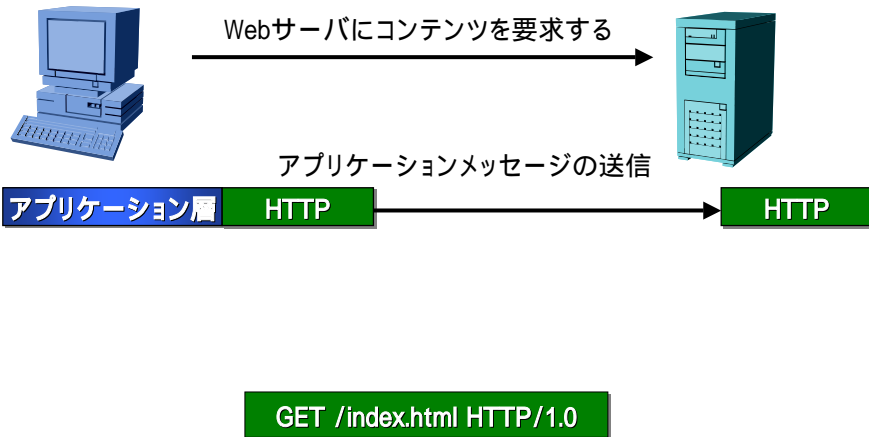 Webサーバにコンテンツを要求する
アプリケーションメッセージの送信
アプリケーション層 HTTP HTTP
GET /index.html HTTP/1.0